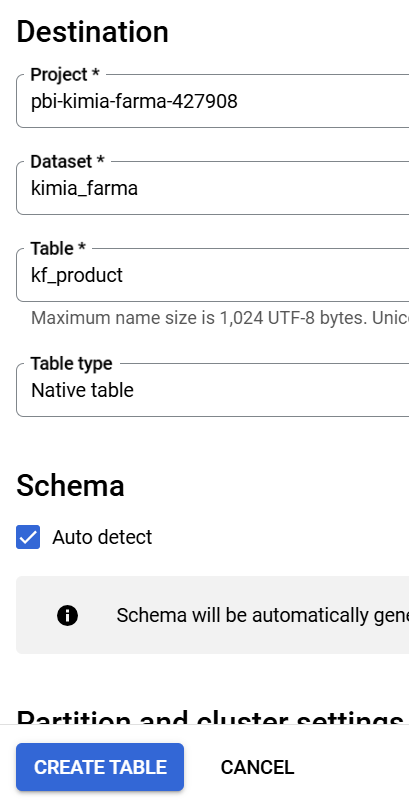 Destination
Project *
pbi-kimia-farma-427908
Dataset *
kimia_farma
Table *
kf_product
Maximum name size is 1,024 UTF-8 bytes. Unic
Table type
Native table
Schema
Auto detect
Schema will be automatically gene
Partition and cluster settings
CREATE TABLE CANCEL